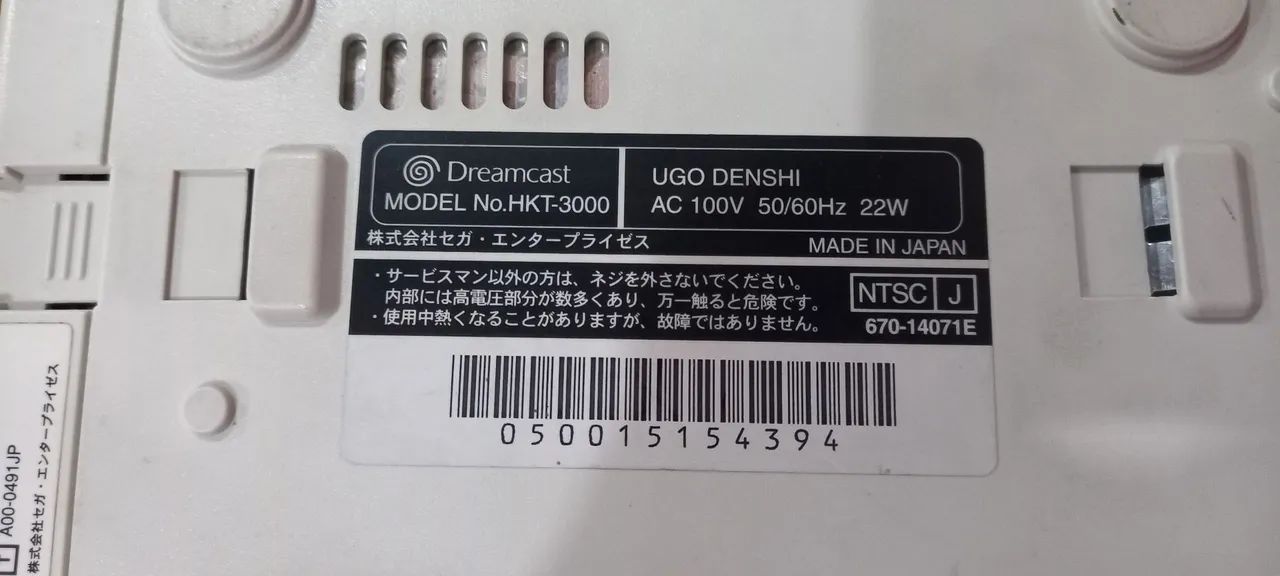 Dreamcast
MODEL No.HKT-3000
UGO DENSHI
AC 100V 50/60Hz 22W
株式会社セガ・エンタープライゼス
MADE IN JAPAN
・サービスマン以外の方は、ネジを外さないでください。
内部には高電圧部分が数多くあり、万一触ると危険です。
・使用中熱くなることがありますが、故障ではありません。
NTSC J
670-14071E
050015154394
A00-0491JP
株式会社セガ・エンタープライゼス